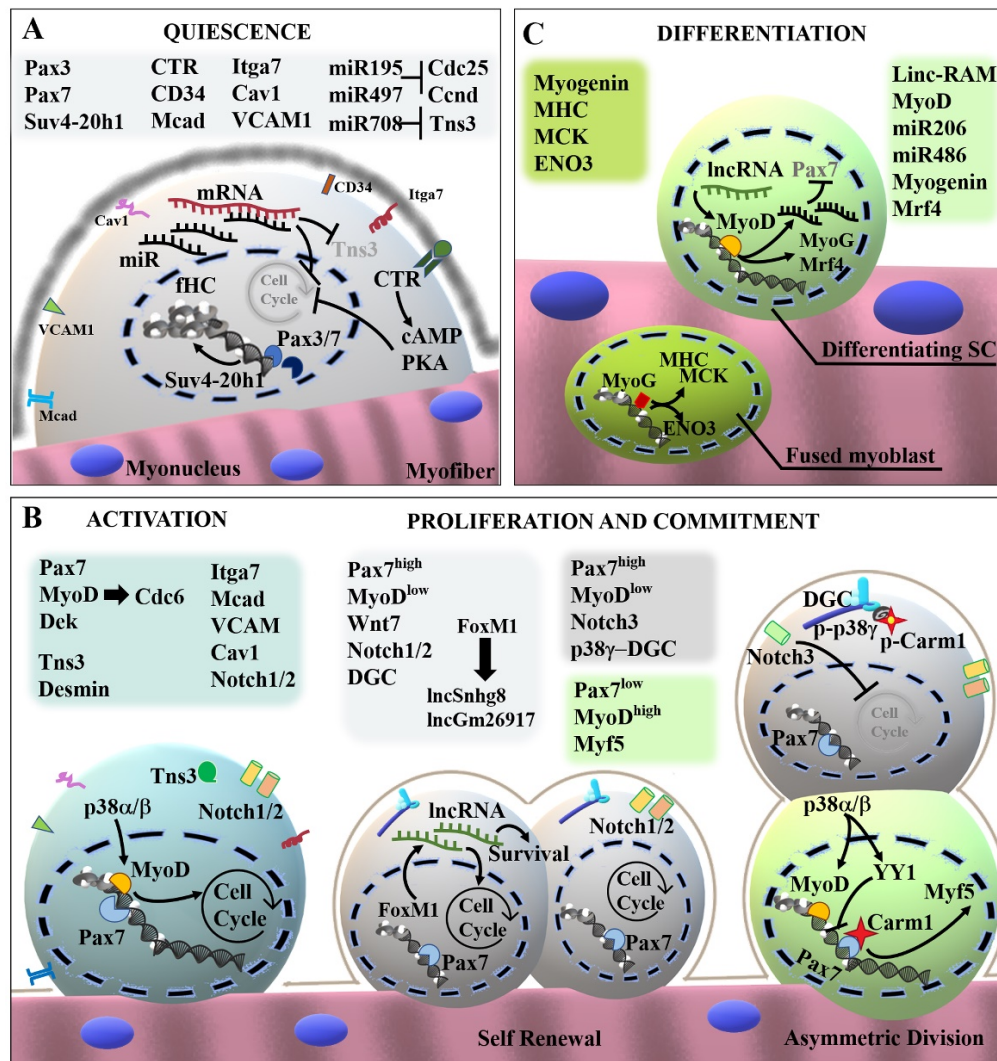 A
QUIESCENCE
Pax3
Pax7
Suv4-20h1
CTR
CD34
Mcad
Itga7
Cav1
VCAM1
miR195
miR497
miR708
Cdc25
Ccnd
Tns3
mRNA
CD34
Itga7
Cav1
miR
Tns3
fHC
Cell
Cycle
CTR
VCAM1
Pax3/7
cAMP
PKA
Suv4-20h1
Mcad
Myonucleus
Myofiber
C
DIFFERENTIATION
Myogenin
MHC
MCK
ENO3
Linc-RAM
MyoD
miR206
miR486
Myogenin
Mrf4
lncRNA
Pax7
MyoD
MyoG
Mrf4
Differentiating SC
MHC
MCK
MyoG
ENO3
Fused myoblast
B
ACTIVATION
PROLIFERATION AND COMMITMENT
Pax7
MyoD
Dek
Tns3
Desmin
Cdc6
Itga7
Mcad
VCAM
Cav1
Notch1/2
Pax7high
MyoDlow
Wnt7
Notch1/2
DGC
FoxM1
lncSnhg8
lncGm26917
Pax7high
MyoDlow
Notch3
p38γ–DGC
Pax7low
MyoDhigh
Myf5
DGC
p-p38γ
p-Carm1
Notch3
Cell
Cycle
Pax7
Tns3
Notch1/2
p38α/β
MyoD
Cell
Cycle
Pax7
lncRNA
Survival
FoxM1
Cell
Cycle
Pax7
Notch1/2
Pax7
p38α/β
YY1
MyoD
Myf5
Carm1
Pax7
Self Renewal
Asymmetric Division